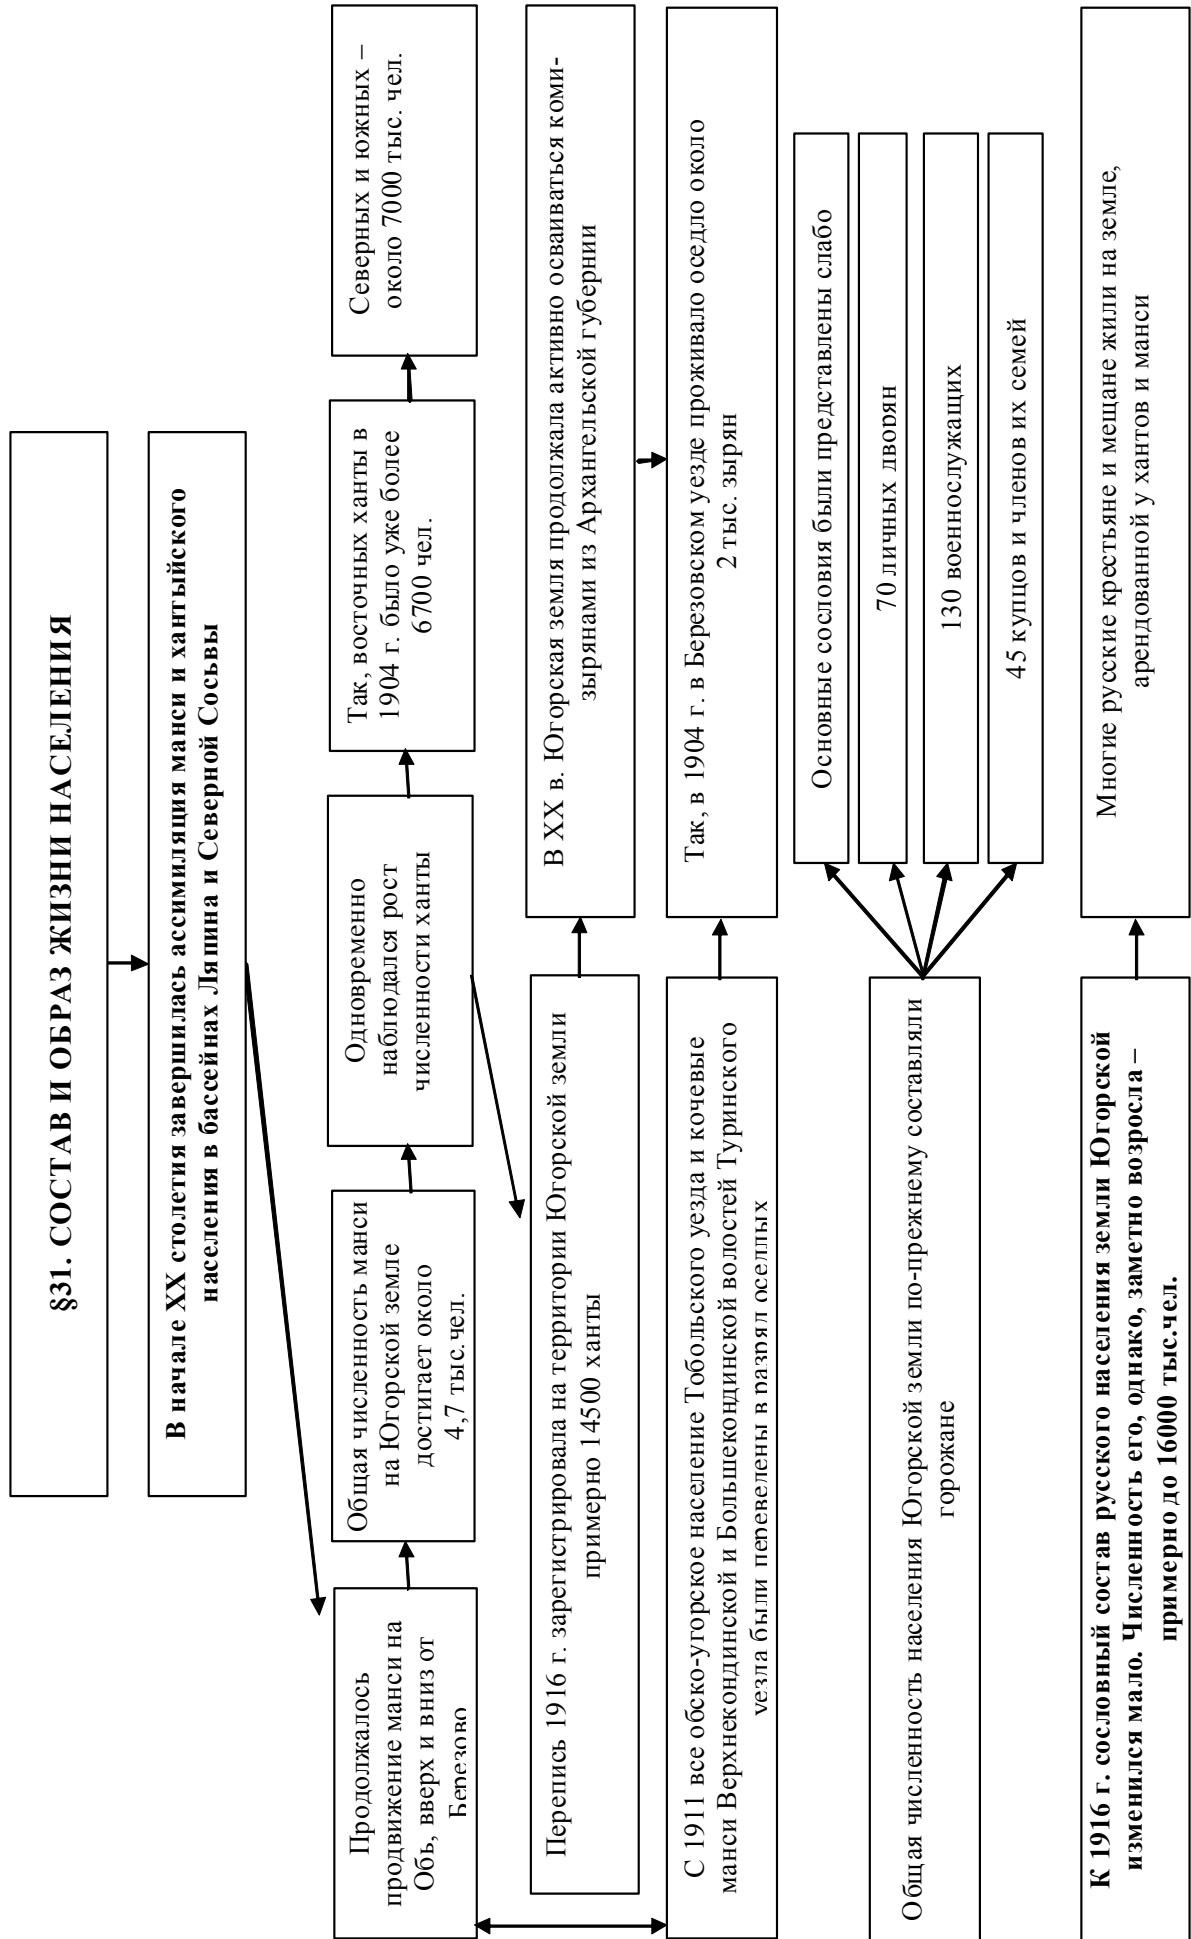 §31. СОСТАВ И ОБРАЗ ЖИЗНИ НАСЕЛЕНИЯ
В начале XX столетия завершилась ассимиляция манси и хантыйского
населения в бассейнах Ляпина и Северной Сосьвы
Продолжалось
продвижение манси на
Обь, вверх и вниз от
Березово
Общая численность манси
на Югорской земле
достигает около
4,7 тыс.чел.
Одновременно
наблюдался рост
численности ханты
Так, восточных ханты в
1904 г. было уже более
6700 чел.
Северных и южных –
около 7000 тыс. чел.
Перепись 1916 г. зарегистрировала на территории Югорской земли
примерно 14500 ханты
В XX в. Югорская земля продолжала активно осваиваться коми-
зырянами из Архангельской губернии
С 1911 все обско-угорское население Тобольского уезда и кочевые
манси Верхнекондинской и Большекондинской волостей Туринского
уезда были переведены в разряд оседлых
Так, в 1904 г. в Березовском уезде проживало оседло около
2 тыс. зырян
Общая численность населения Югорской земли по-прежнему составляли
горожане
Основные сословия были представлены слабо
70 личных дворян
130 военнослужащих
45 купцов и членов их семей
К 1916 г. сословный состав русского населения земли Югорской
изменился мало. Численность его, однако, заметно возросла –
примерно до 16000 тыс.чел.
Многие русские крестьяне и мещане жили на земле,
арендованной у хантов и манси